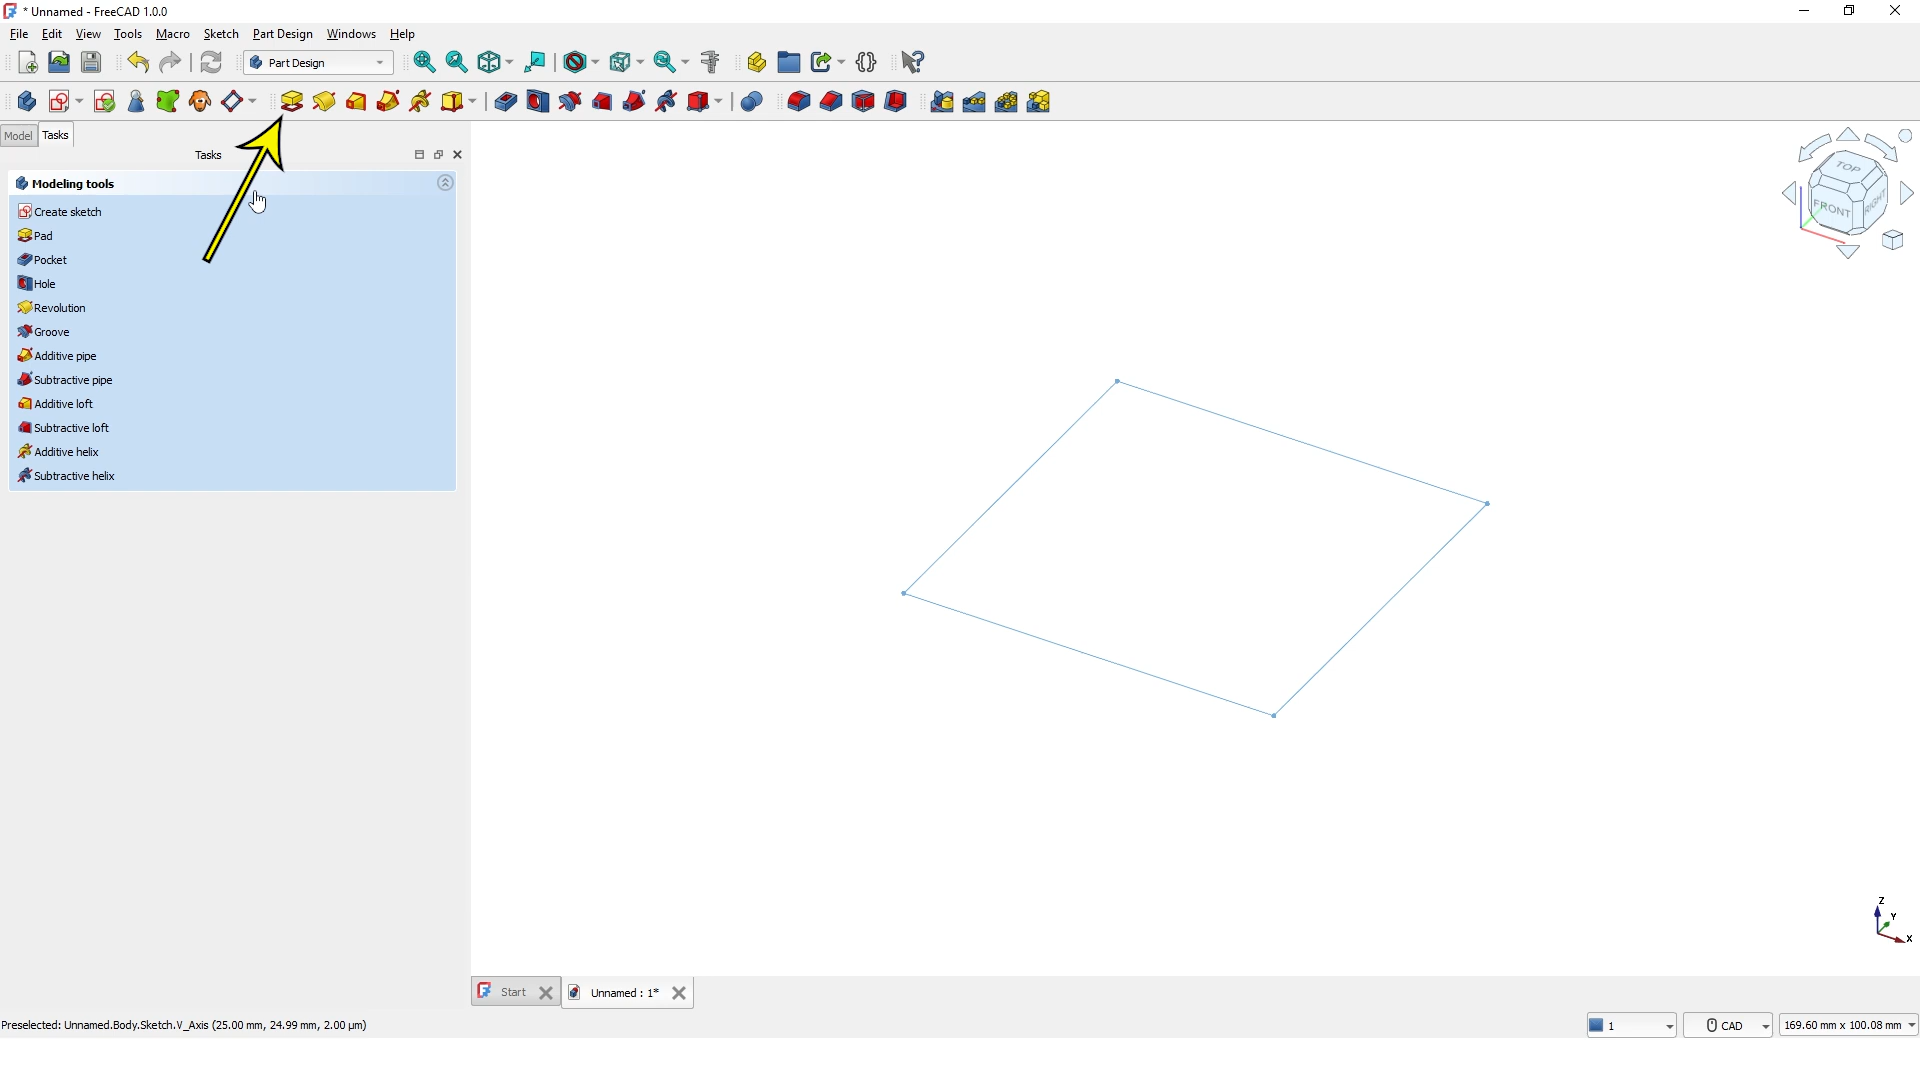 * Unnamed - FreeCAD 1.0.0
File Edit View Tools Macro Sketch Part Design Windows Help
Part Design
Model Tasks
Tasks
Modeling tools
Create sketch
Pad
Pocket
Hole
Revolution
Groove
Additive pipe
Subtractive pipe
Additive loft
Subtractive loft
Additive helix
Subtractive helix
TOP
FRONT
RIGHT
Z
Y
X
Start
Unnamed : 1*
Preselected: Unnamed.Body.Sketch.V_Axis (25.00 mm, 24.99 mm, 2.00 µm)
1
CAD
169.60 mm x 100.08 mm